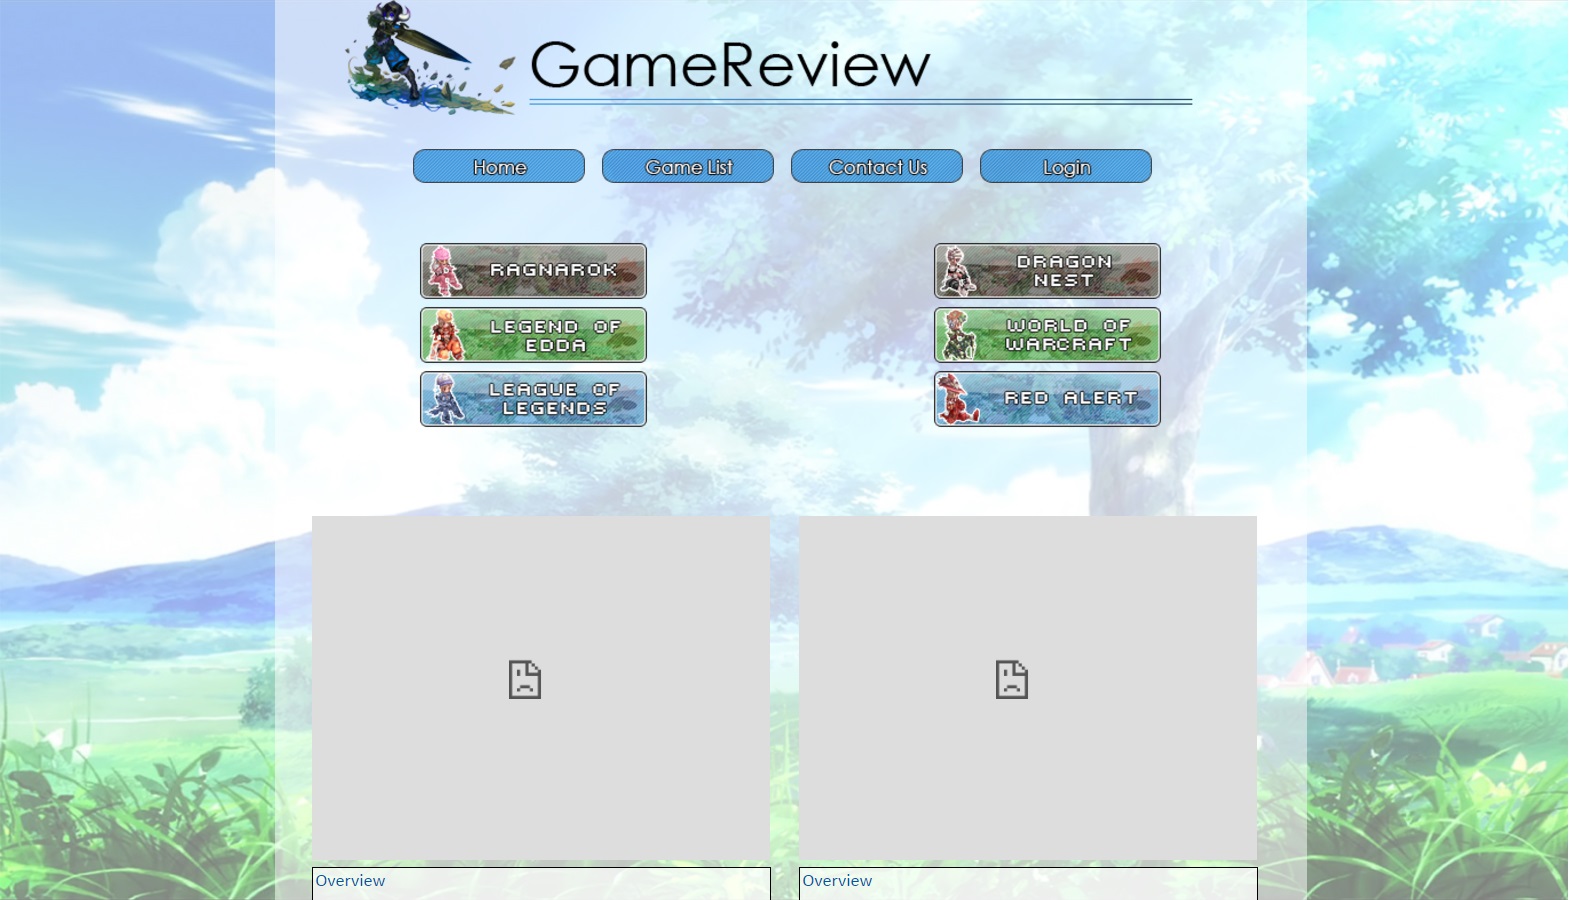 GameReview
Home
Game List
Contact Us
Login
RAGNAROK
DRAGON
NEST
LEGEND OF
EDDA
WORLD OF
WARCRAFT
LEAGUE OF
LEGENDS
RED ALERT
Overview
Overview